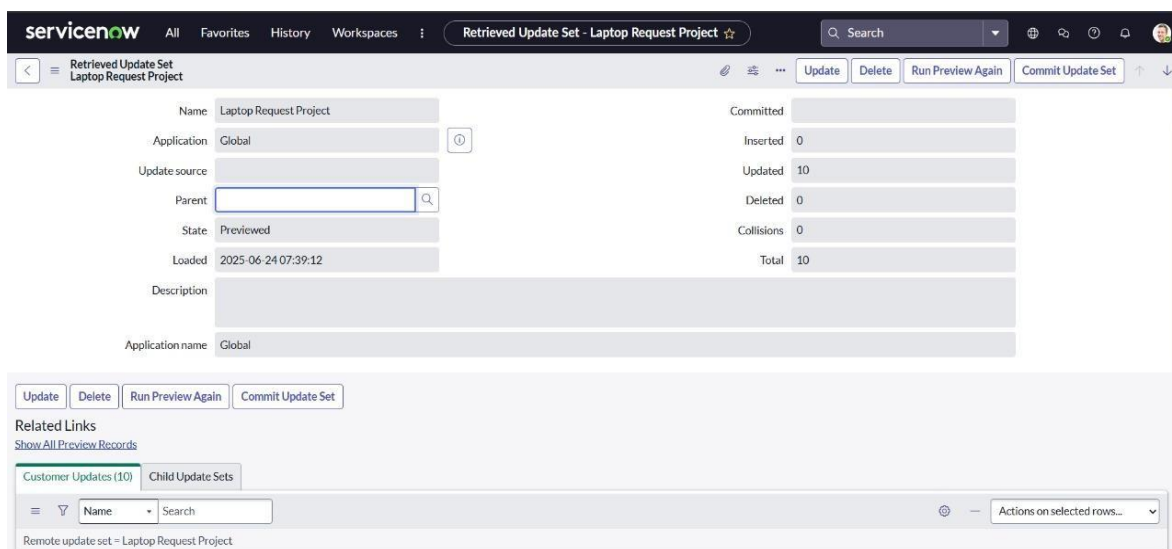 servicenow All Favorites History Workspaces Retrieved Update Set - Laptop Request Project Search
Retrieved Update Set
Laptop Request Project
Update Delete Run Preview Again Commit Update Set
Name Laptop Request Project Committed
Application Global Inserted 0
Update source Updated 10
Parent Deleted 0
State Previewed Collisions 0
Loaded 2025-06-24 07:39:12 Total 10
Description
Application name Global
Update Delete Run Preview Again Commit Update Set
Related Links
Show All Preview Records
Customer Updates (10) Child Update Sets
Name Search Actions on selected rows...
Remote update set = Laptop Request Project